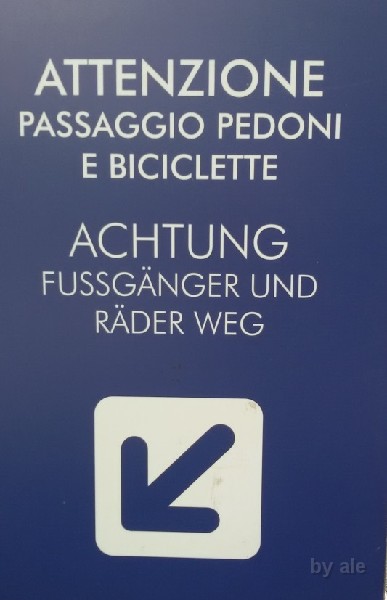 ATTENZIONE
PASSAGGIO PEDONI
E BICICLETTE
ACHTUNG
FUSSGÄNGER UND
RÄDER WEG
by ale